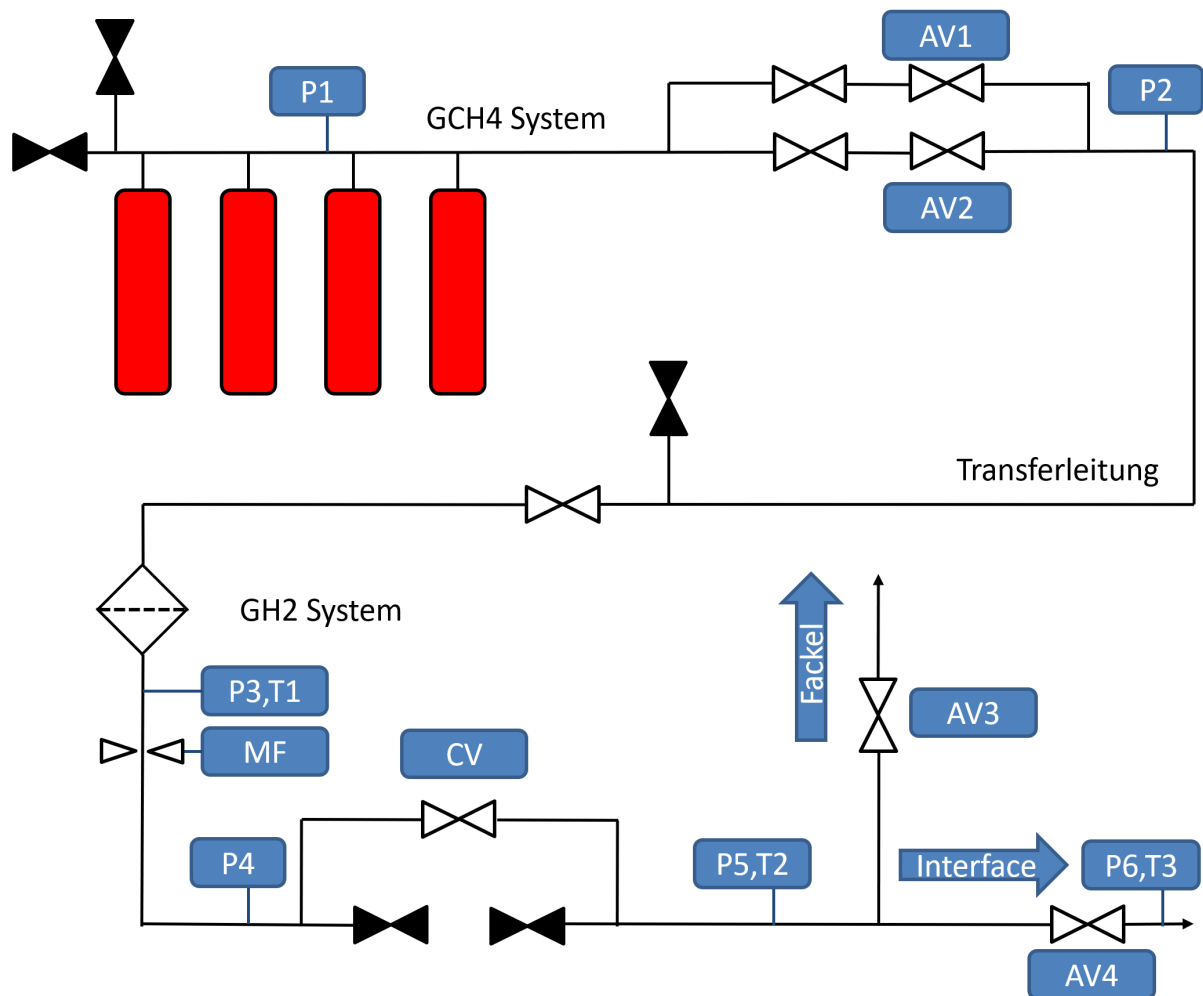 AV1
P1
P2
GCH4 System
AV2
Transferleitung
GH2 System
Fackel
P3,T1
AV3
MF
CV
P4
P5,T2
Interface
P6,T3
AV4